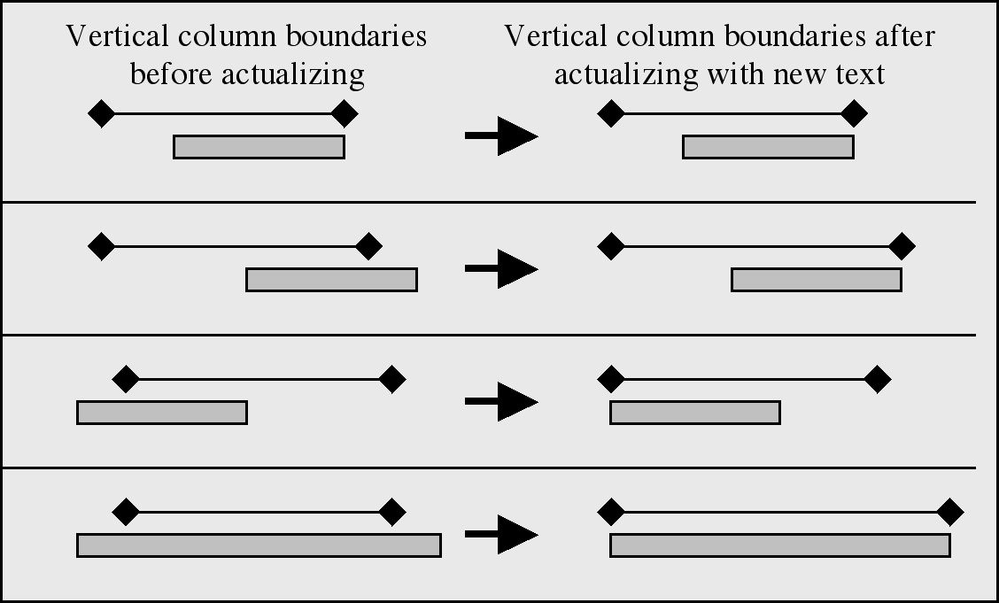 Vertical column boundaries
before actualizing
Vertical column boundaries after
actualizing with new text